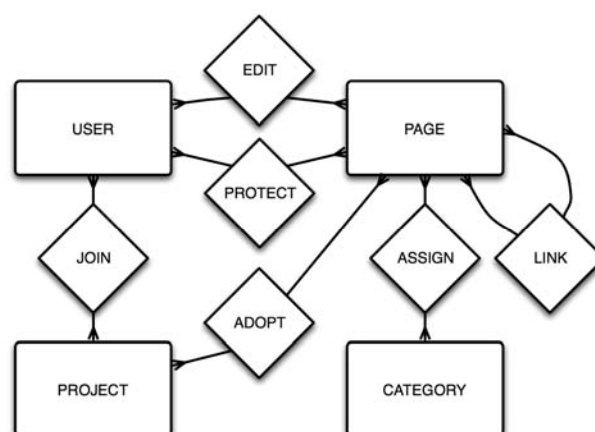 EDIT
USER
PAGE
PROTECT
JOIN
ASSIGN
LINK
ADOPT
PROJECT
CATEGORY